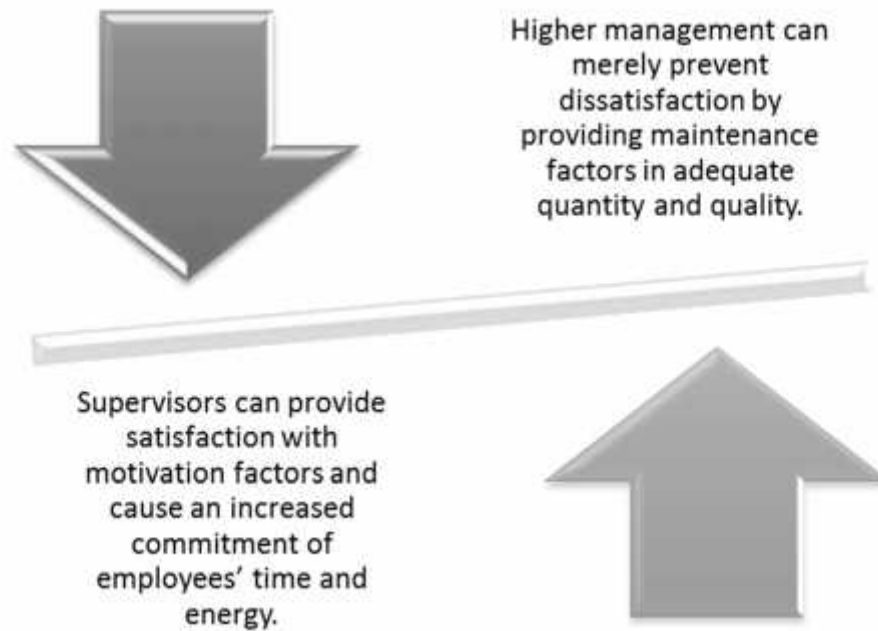 Higher management can
merely prevent
dissatisfaction by
providing maintenance
factors in adequate
quantity and quality.
Supervisors can provide
satisfaction with
motivation factors and
cause an increased
commitment of
employees’ time and
energy.